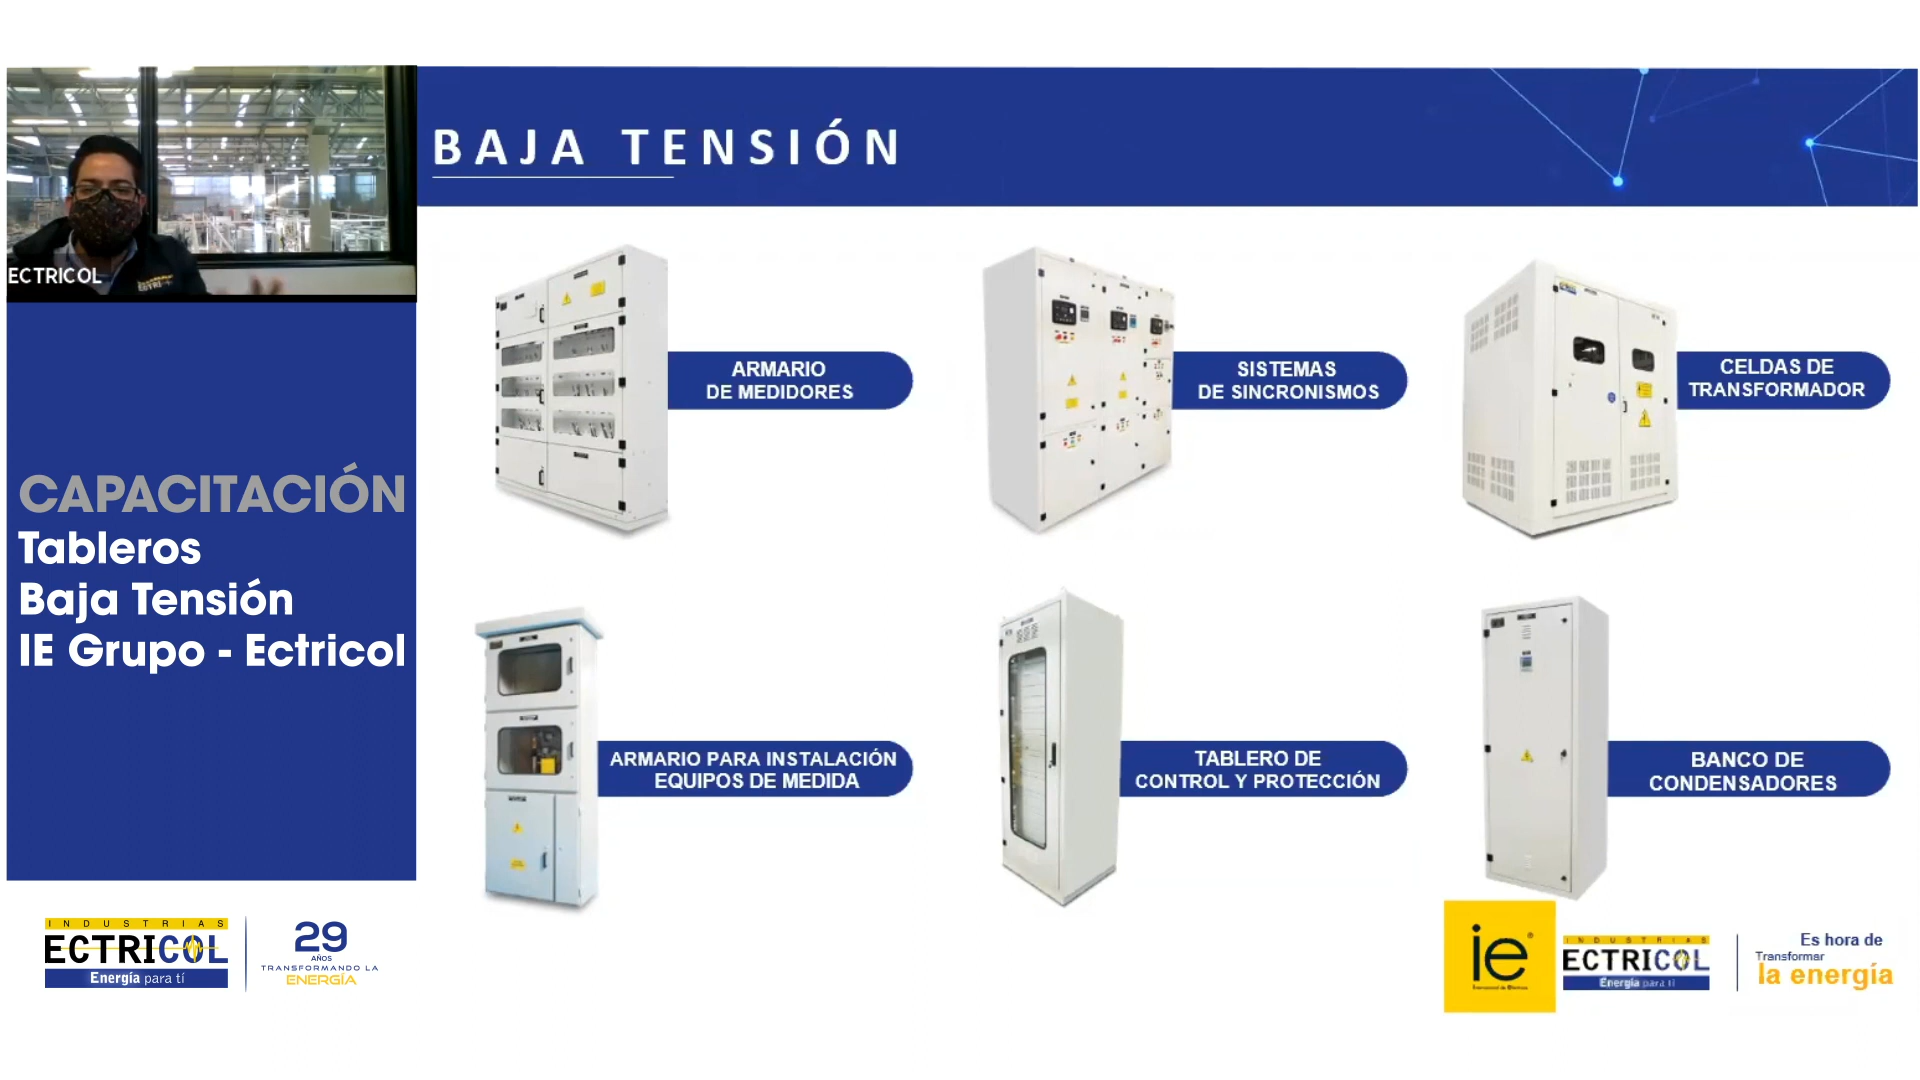 BAJA TENSIÓN
ECTRICOL
CAPACITACIÓN
Tableros
Baja Tensión
IE Grupo - Ectricol
ARMARIO
DE MEDIDORES
SISTEMAS
DE SINCRONISMOS
CELDAS DE
TRANSFORMADOR
ARMARIO PARA INSTALACIÓN
EQUIPOS DE MEDIDA
TABLERO DE
CONTROL Y PROTECCIÓN
BANCO DE
CONDENSADORES
INDUSTRIAS
ECTRICOL
Energía para tí
29
AÑOS
TRANSFORMANDO LA
ENERGÍA
ie
INDUSTRIAS
ECTRICOL
Energía para tí
Es hora de
Transformar
la energía